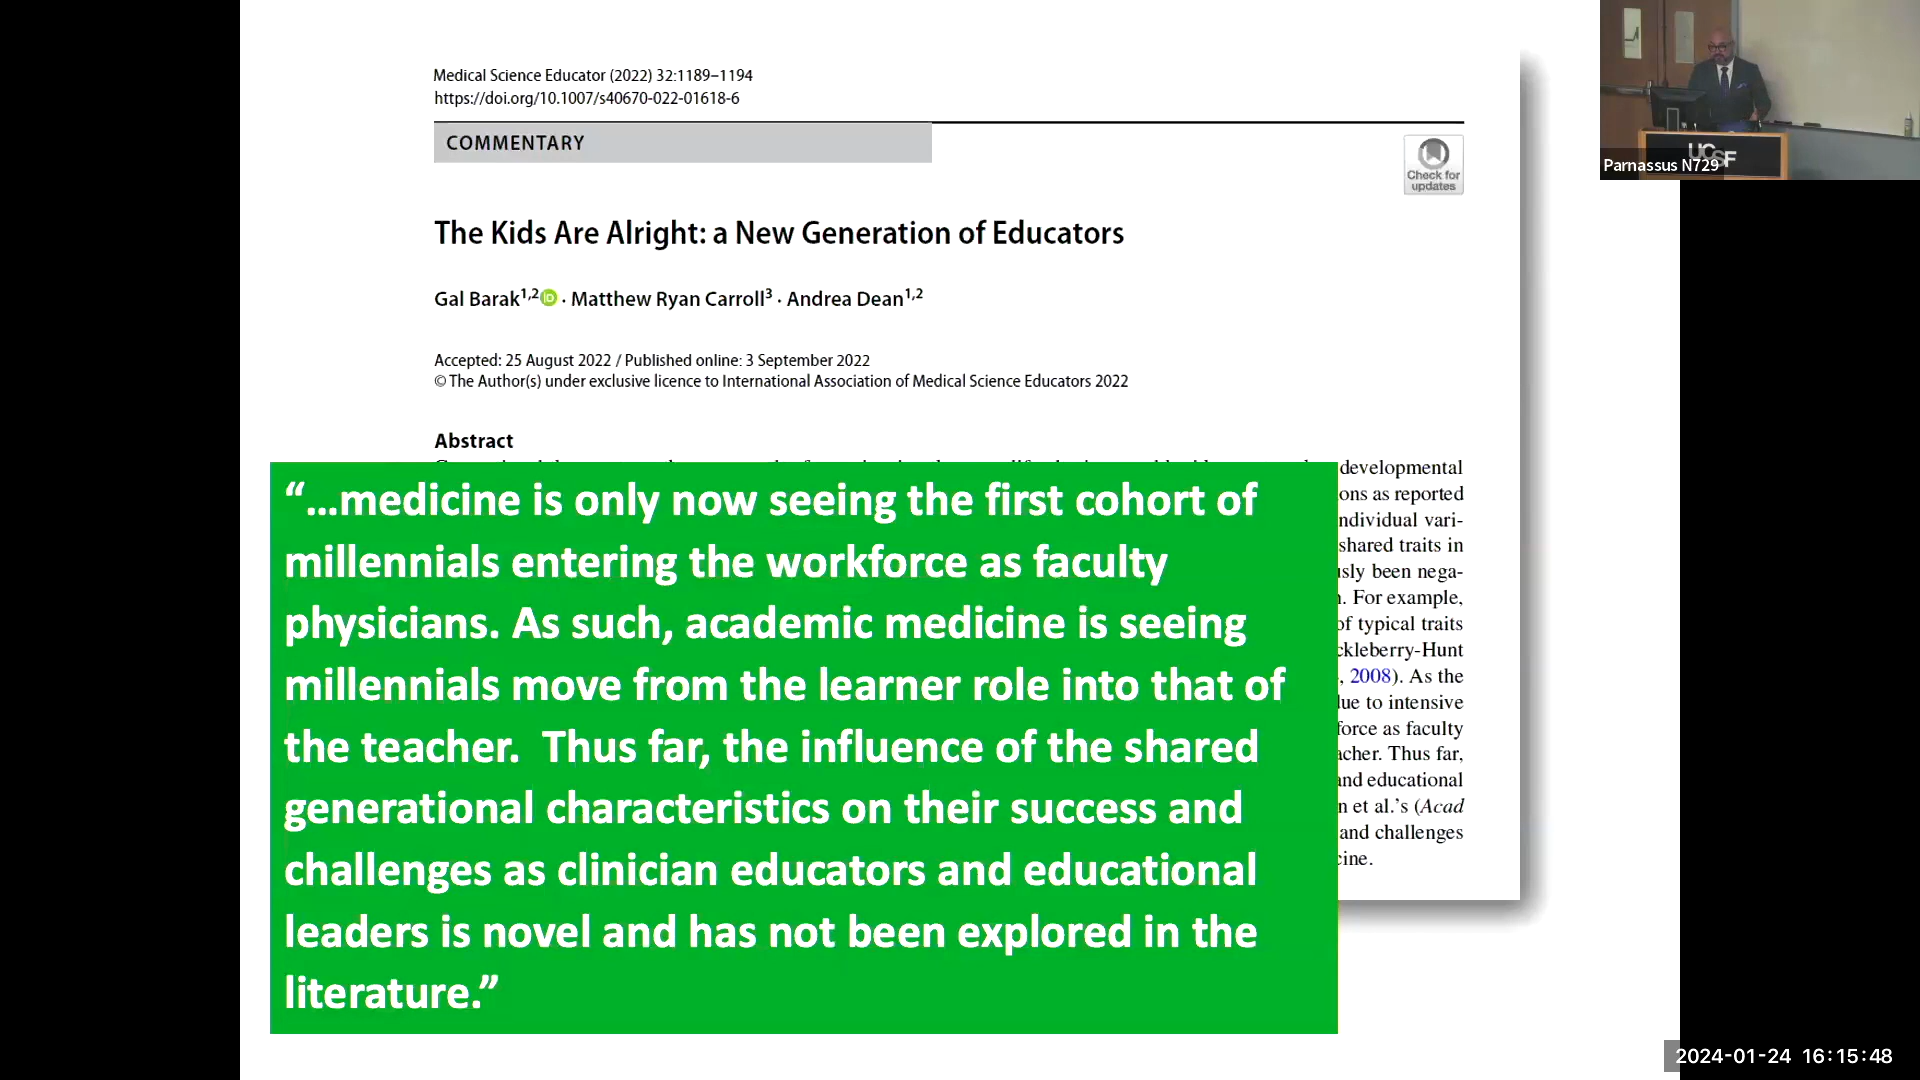 Medical Science Educator (2022) 32:1189–1194
https://doi.org/10.1007/s40670-022-01618-6
COMMENTARY
Check for
updates
The Kids Are Alright: a New Generation of Educators
Gal Barak1,2 iD · Matthew Ryan Carroll3 · Andrea Dean1,2
Accepted: 25 August 2022 / Published online: 3 September 2022
© The Author(s) under exclusive licence to International Association of Medical Science Educators 2022
Abstract
developmental
ons as reported
ndividual vari-
shared traits in
sly been nega-
. For example,
of typical traits
ckleberry-Hunt
, 2008). As the
due to intensive
force as faculty
acher. Thus far,
and educational
n et al.'s (Acad
and challenges
cine.
“...medicine is only now seeing the first cohort of
millennials entering the workforce as faculty
physicians. As such, academic medicine is seeing
millennials move from the learner role into that of
the teacher.  Thus far, the influence of the shared
generational characteristics on their success and
challenges as clinician educators and educational
leaders is novel and has not been explored in the
literature.”
UCSF
Parnassus N729
2024-01-24 16:15:48